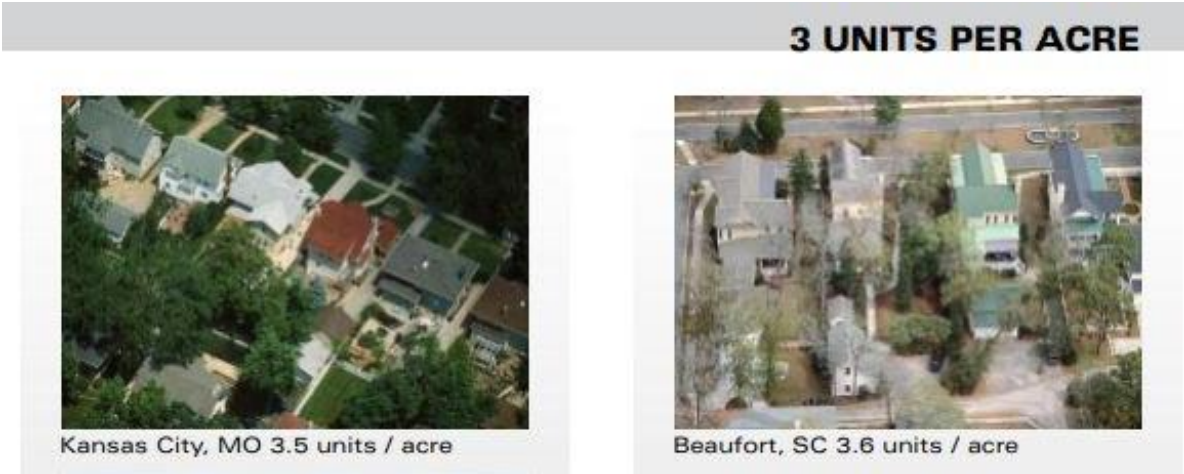 3 UNITS PER ACRE
Kansas City, MO 3.5 units / acre
Beaufort, SC 3.6 units / acre